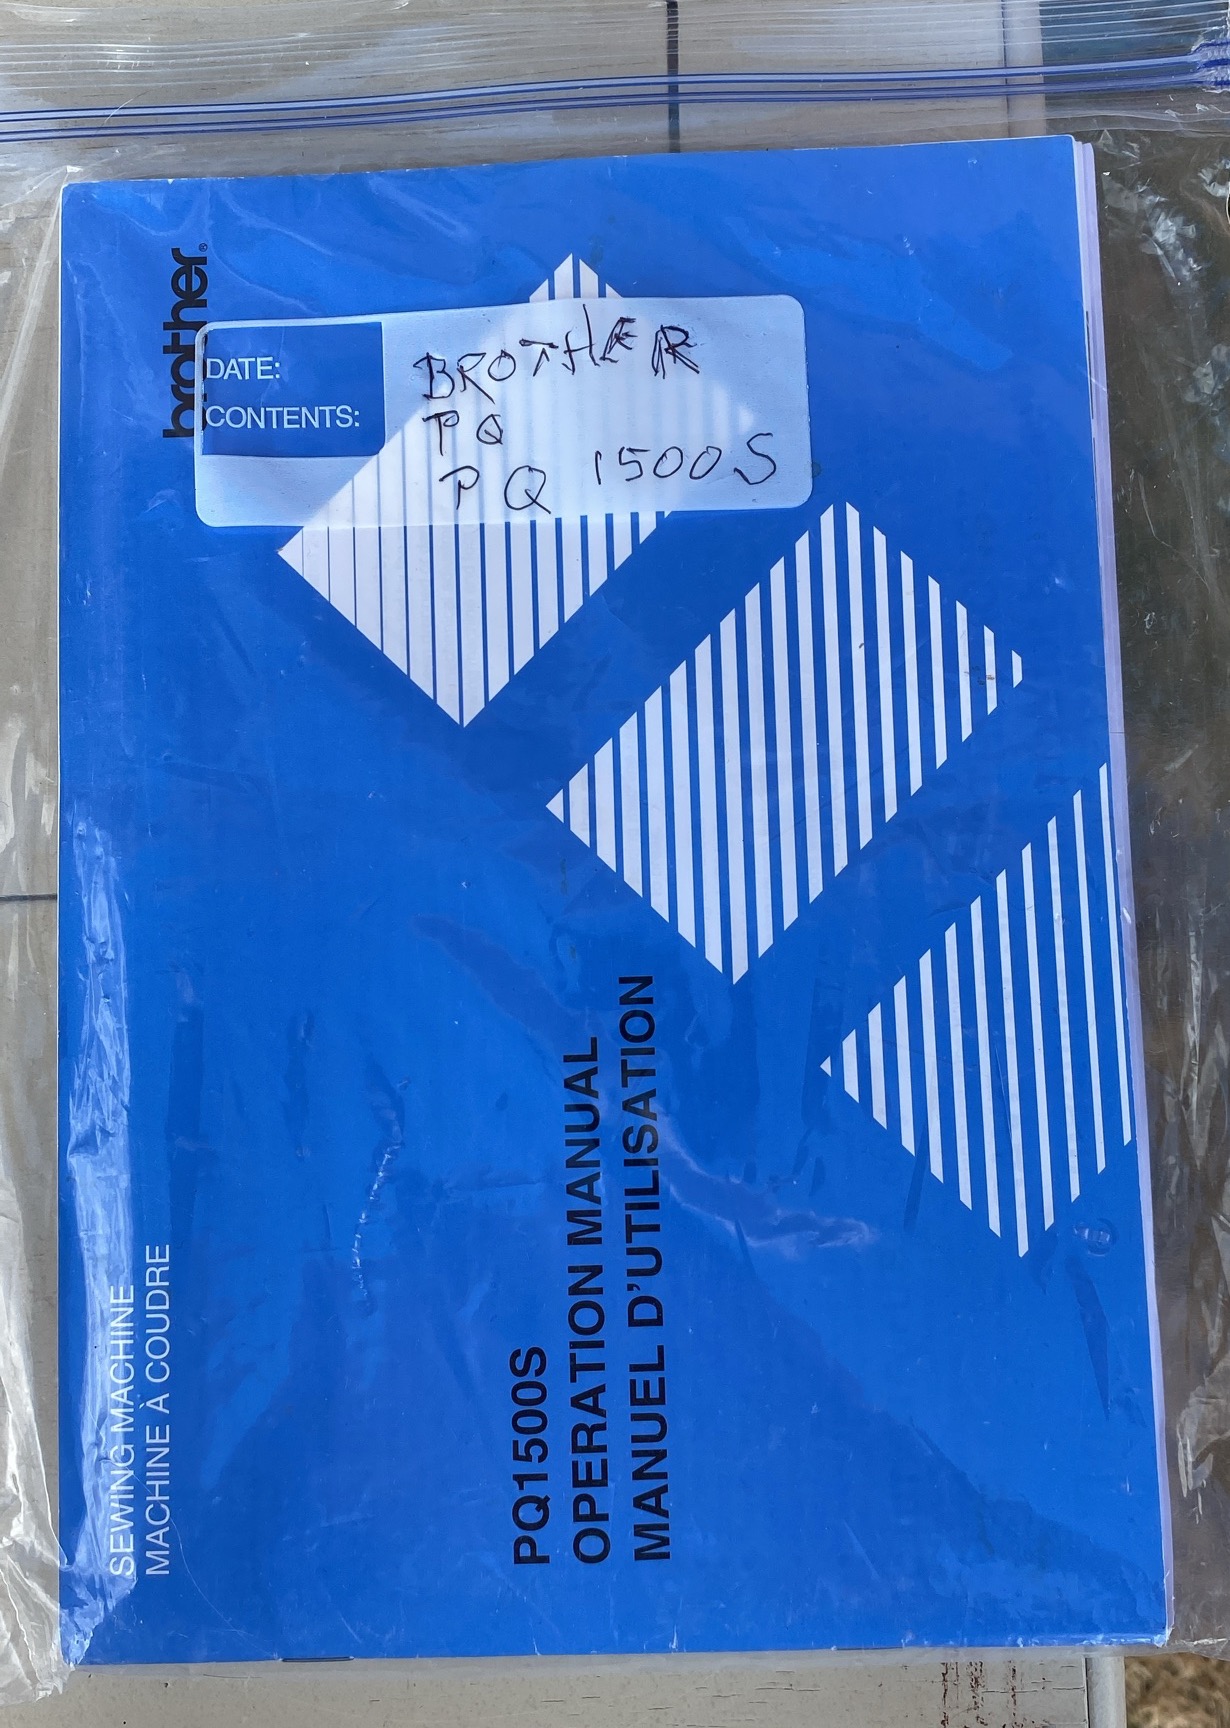 brother®
DATE:
CONTENTS:
BROTHER
PQ
PQ 1500S
SEWING MACHINE
MACHINE À COUDRE
PQ1500S
OPERATION MANUAL
MANUEL D'UTILISATION